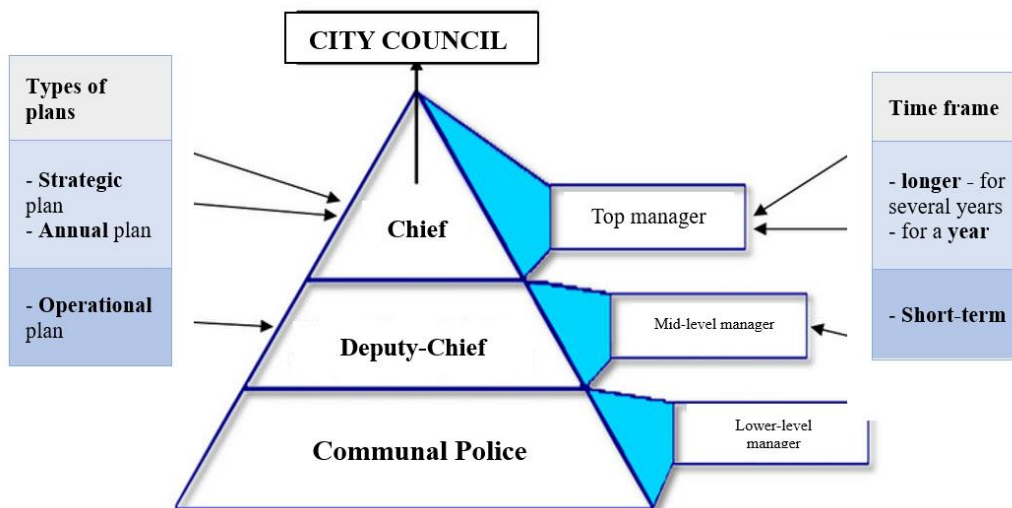 CITY COUNCIL
Types of
plans
- Strategic
plan
- Annual plan
- Operational
plan
Chief
Deputy-Chief
Communal Police
Top manager
Mid-level manager
Lower-level
manager
Time frame
- longer - for
several years
- for a year
- Short-term